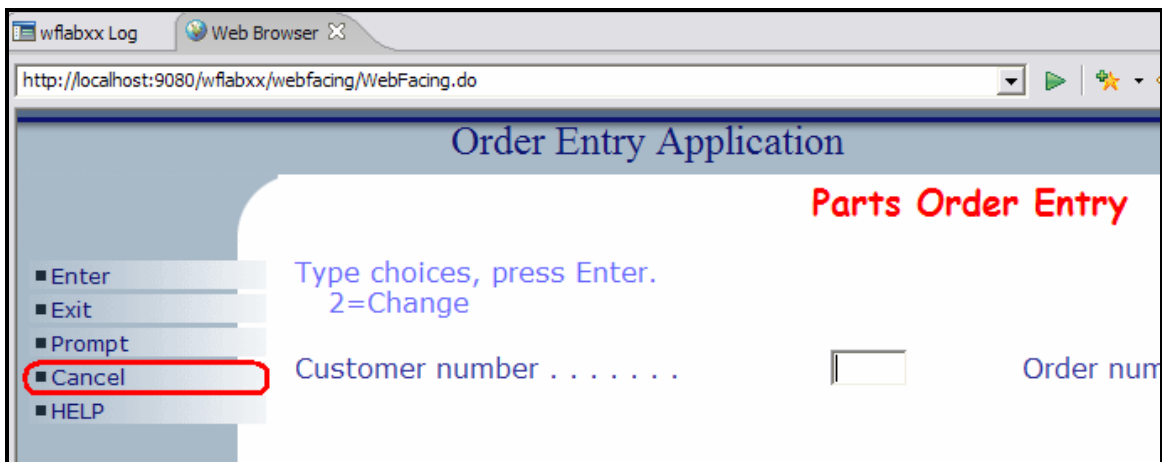 wflabxx Log Web Browser
http://localhost:9080/wflabxx/webfacing/WebFacing.do
Order Entry Application
Parts Order Entry
Enter
Exit
Prompt
Cancel
HELP
Type choices, press Enter.
2=Change
Customer number . . . . . . . Order num